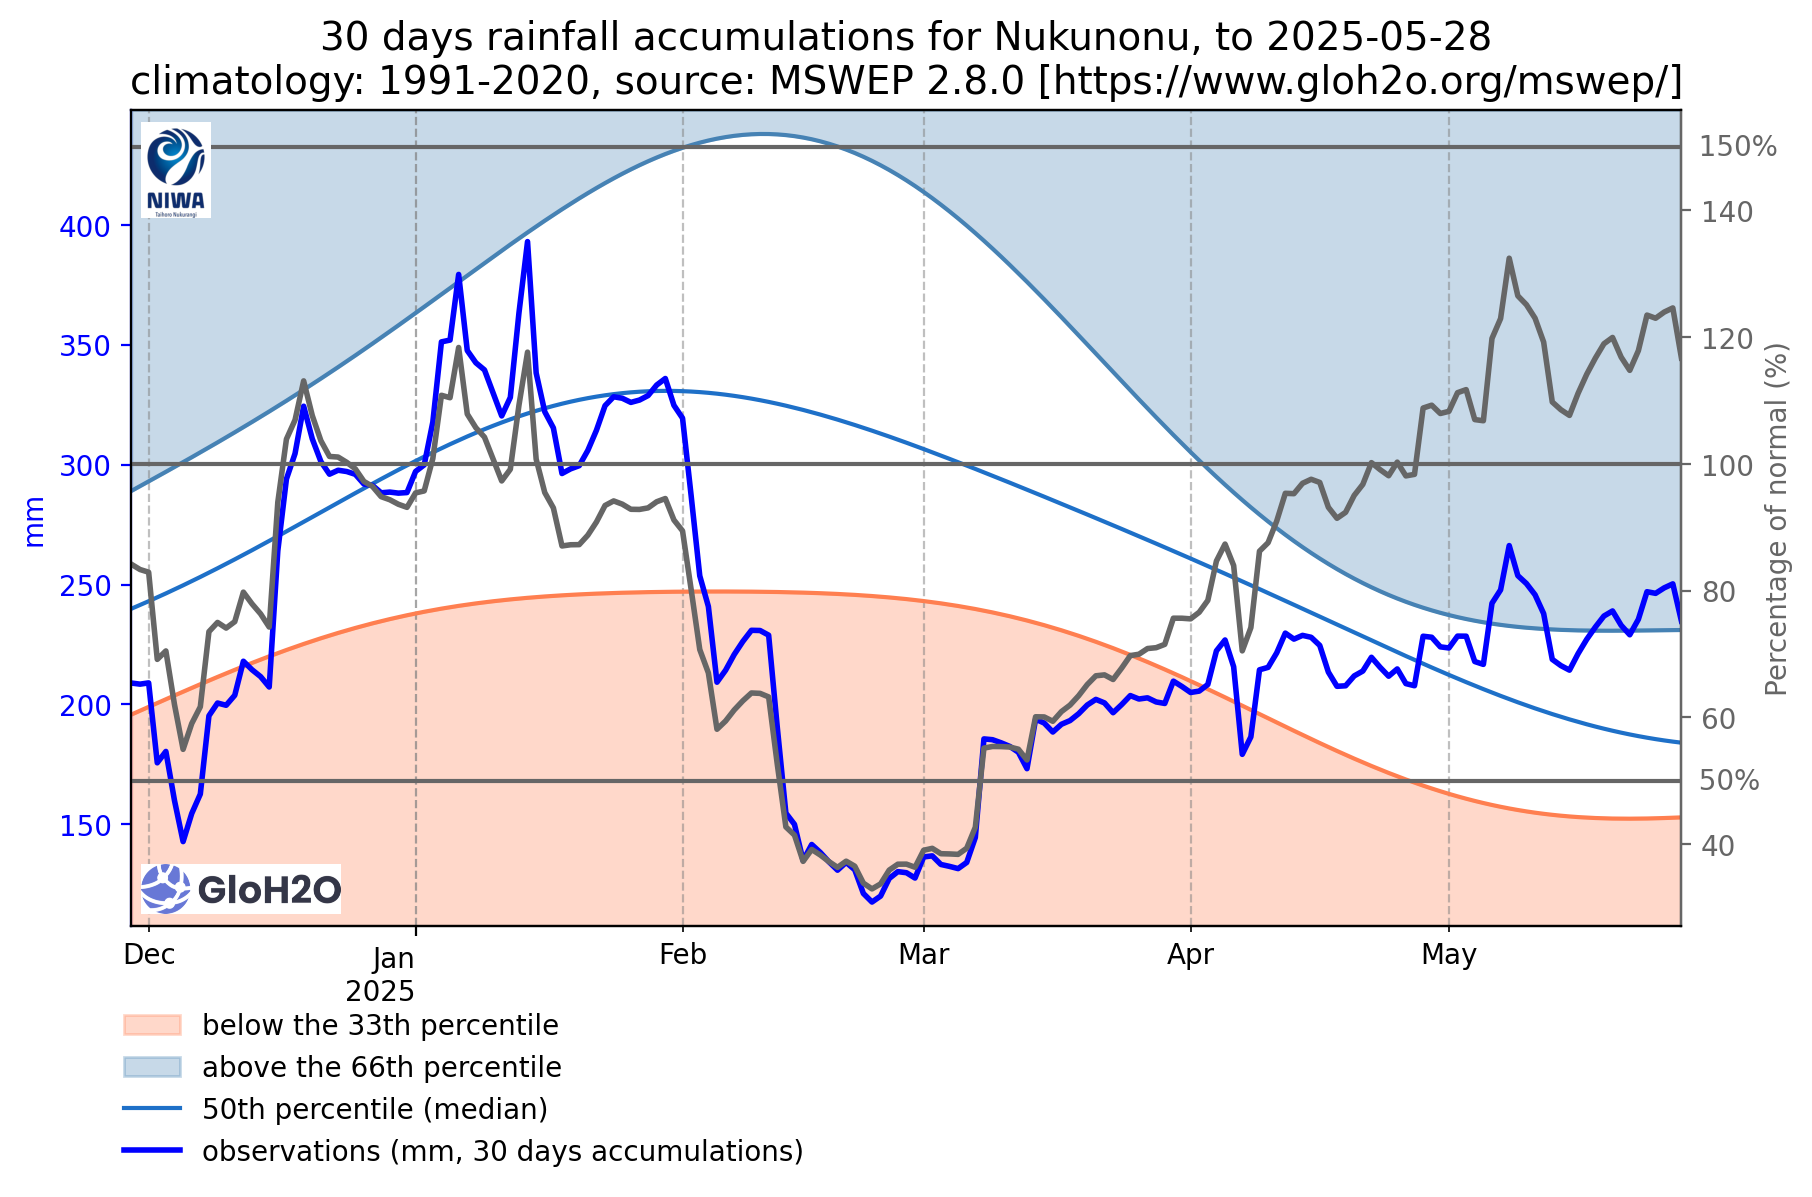 30 days rainfall accumulations for Nukunonu, to 2025-05-28
climatology: 1991-2020, source: MSWEP 2.8.0 [https://www.gloh2o.org/mswep/]
NIWA
Taihoro Nukurangi
400
350
300
250
200
150
mm
150%
140
120
100
80
60
50%
40
Percentage of normal (%)
GloH2O
Dec
Jan
2025
Feb
Mar
Apr
May
below the 33th percentile
above the 66th percentile
50th percentile (median)
observations (mm, 30 days accumulations)